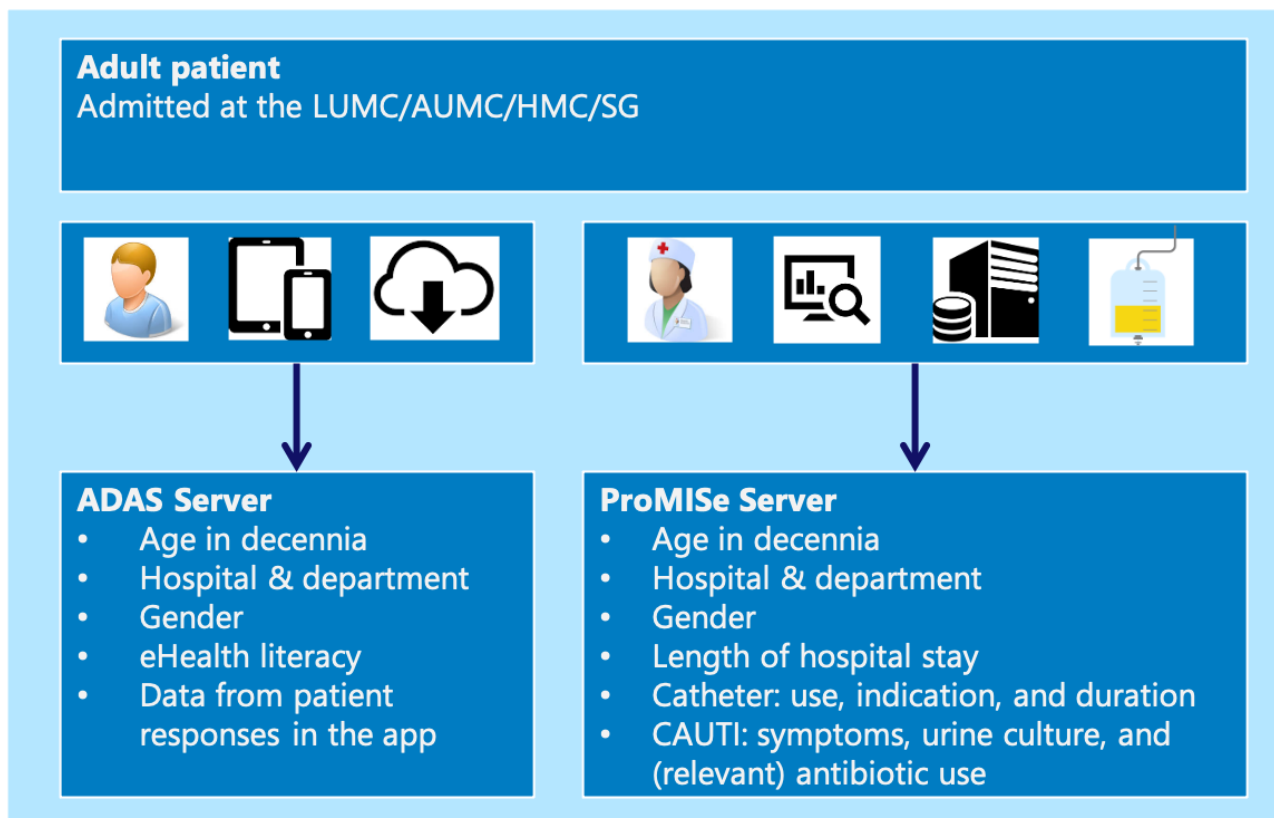 Adult patient
Admitted at the LUMC/AUMC/HMC/SG
ADAS Server
• Age in decennia
• Hospital & department
• Gender
• eHealth literacy
• Data from patient
responses in the app
ProMISe Server
• Age in decennia
• Hospital & department
• Gender
• Length of hospital stay
• Catheter: use, indication, and duration
• CAUTI: symptoms, urine culture, and
(relevant) antibiotic use